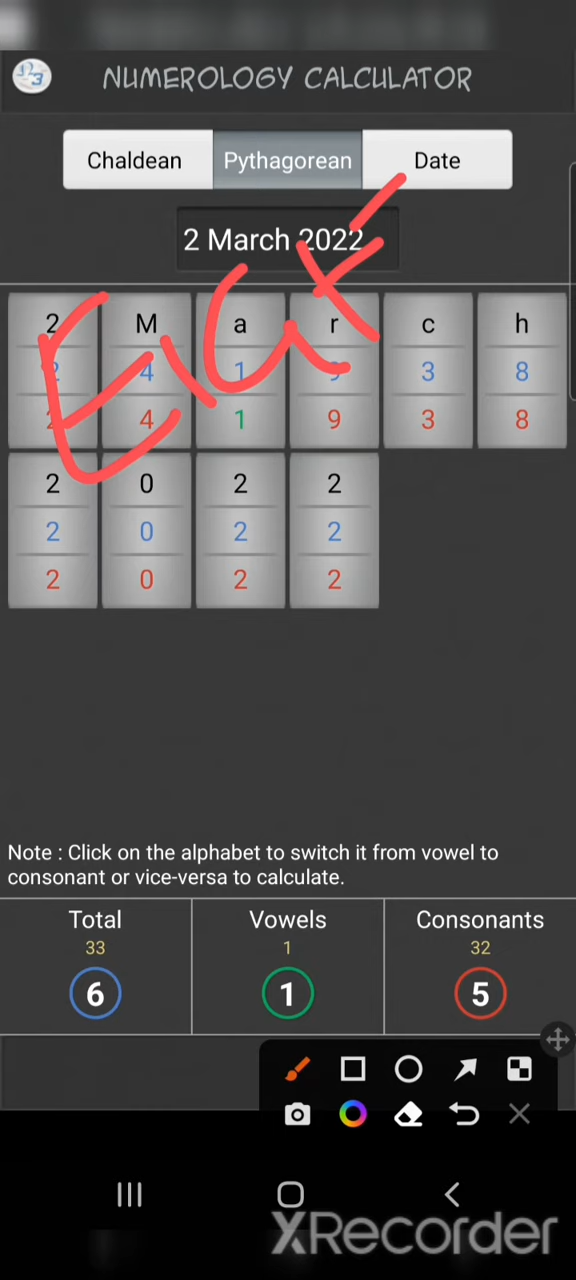 NUMEROLOGY CALCULATOR
Chaldean Pythagorean Date
2 March 2022
2 M a r c h
2 4 1 9 3 8
2 4 1 9 3 8
2 0 2 2
2 0 2 2
2 0 2 2
Note : Click on the alphabet to switch it from vowel to
consonant or vice-versa to calculate.
Total Vowels Consonants
33 1 32
6 1 5
XRecorder